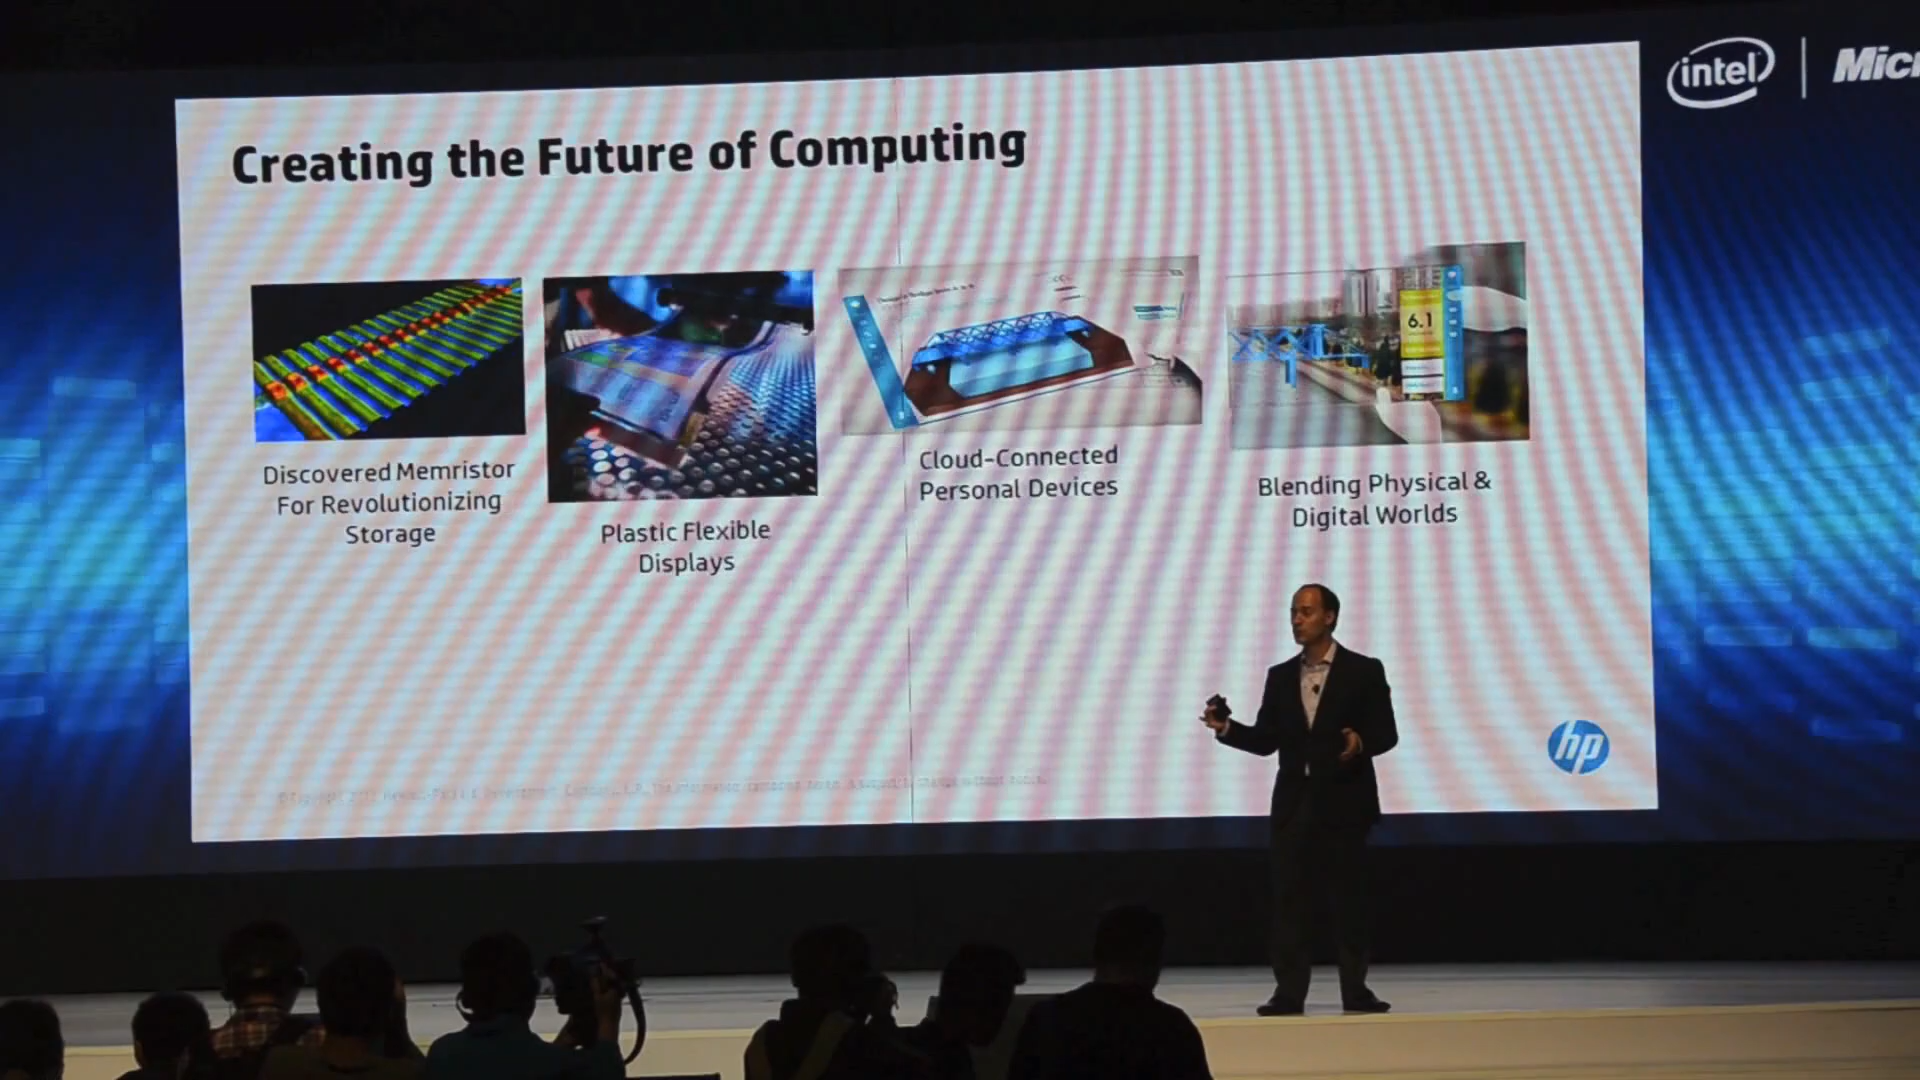 intel
Creating the Future of Computing
6.1
Discovered Memristor
For Revolutionizing
Storage
Plastic Flexible
Displays
Cloud-Connected
Personal Devices
Blending Physical &
Digital Worlds
hp